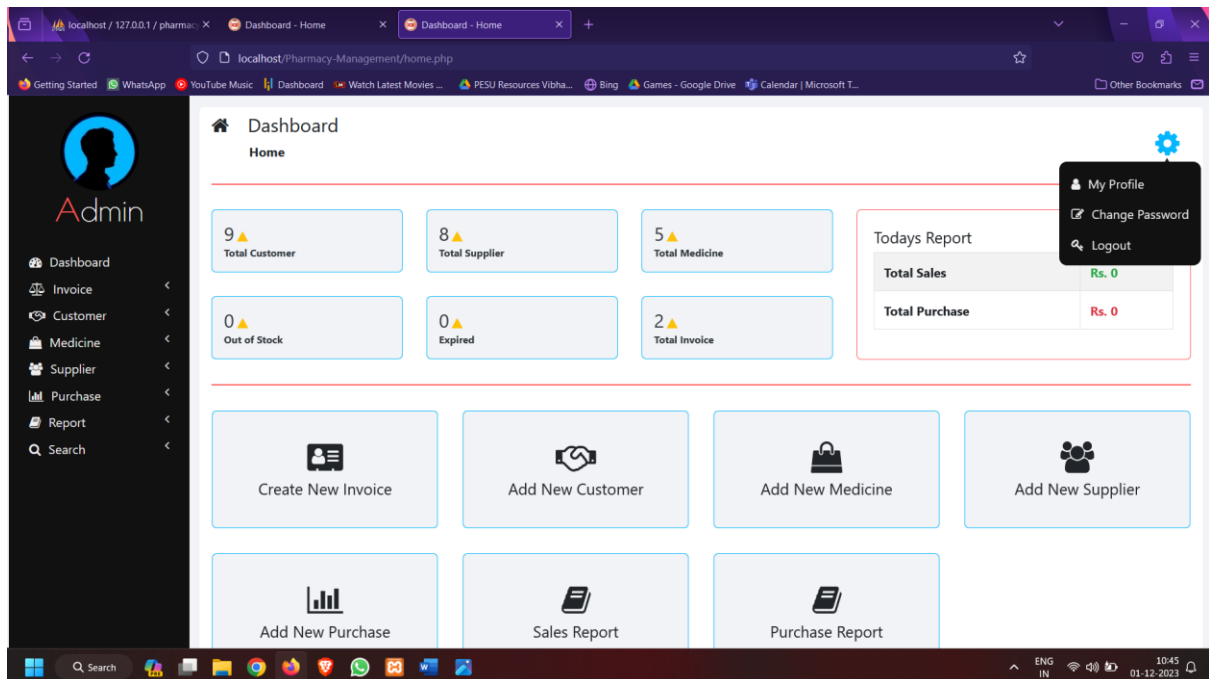 localhost / 127.0.0.1 / pharmac
Dashboard - Home
Dashboard - Home
localhost/Pharmacy-Management/home.php
Getting Started WhatsApp YouTube Music Dashboard Watch Latest Movies ... PESU Resources Vibha... Bing Games - Google Drive Calendar | Microsoft T... Other Bookmarks
Admin
Dashboard
Invoice
Customer
Medicine
Supplier
Purchase
Report
Search
Dashboard
Home
My Profile
Change Password
Logout
9
Total Customer
8
Total Supplier
5
Total Medicine
0
Out of Stock
0
Expired
2
Total Invoice
Todays Report
Total Sales Rs. 0
Total Purchase Rs. 0
Create New Invoice
Add New Customer
Add New Medicine
Add New Supplier
Add New Purchase
Sales Report
Purchase Report
Search
ENG
IN
10:45
01-12-2023